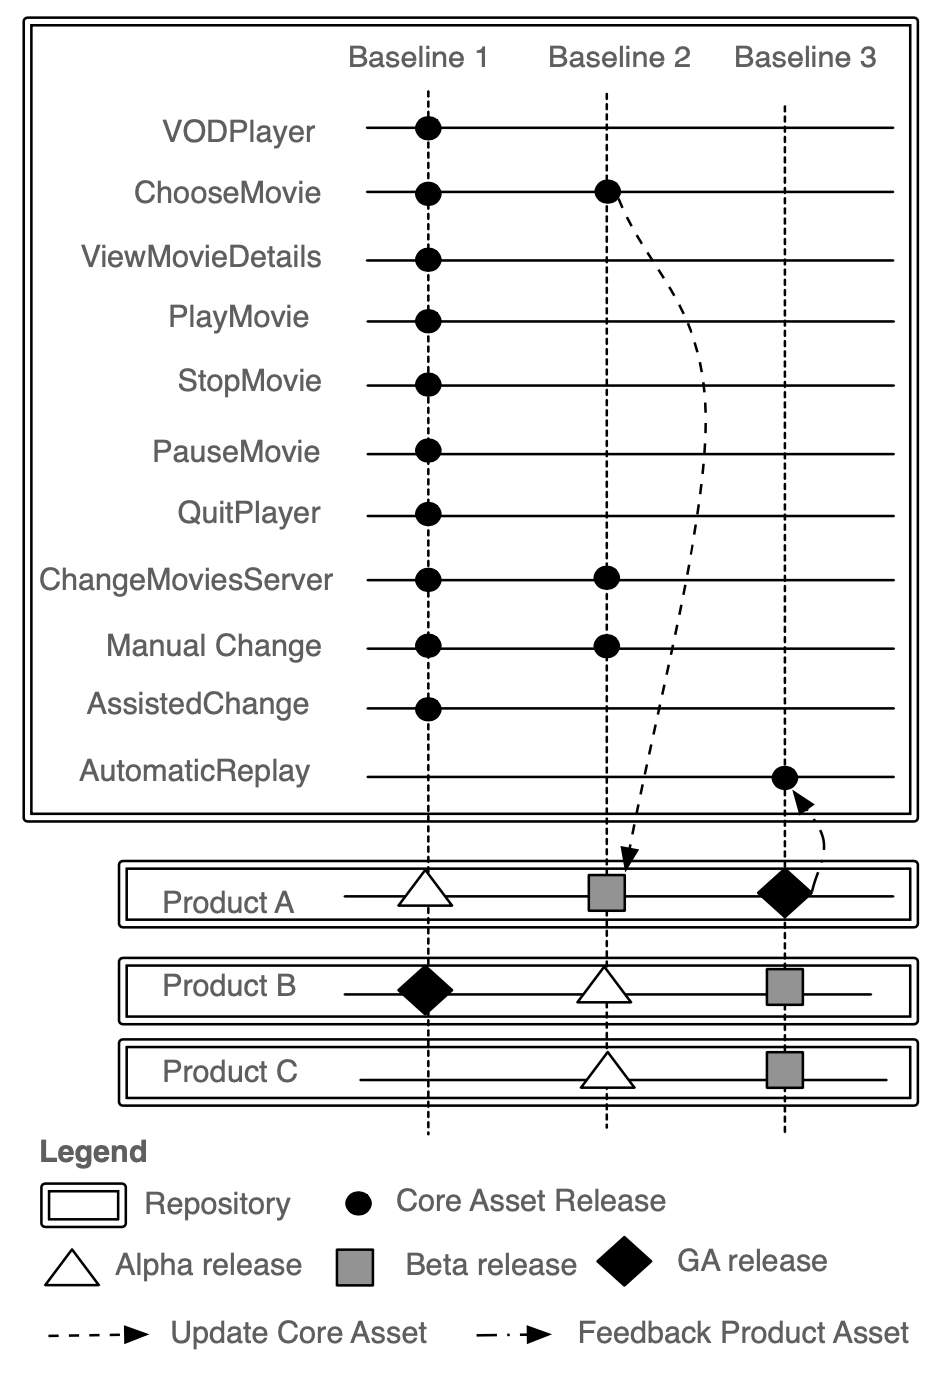 Baseline 1 Baseline 2 Baseline 3
VODPlayer
ChooseMovie
ViewMovieDetails
PlayMovie
StopMovie
PauseMovie
QuitPlayer
ChangeMoviesServer
Manual Change
AssistedChange
AutomaticReplay
Product A
Product B
Product C
Legend
Repository Core Asset Release
Alpha release Beta release GA release
Update Core Asset Feedback Product Asset